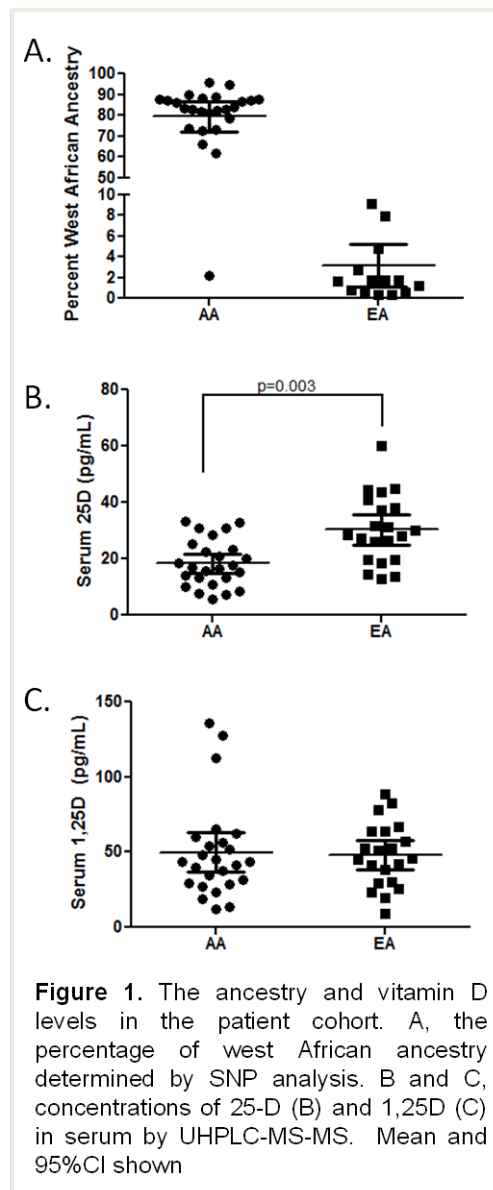 A.
Percent West African Ancestry
100
90
80
70
60
50
10
8
6
4
2
0
AA EA
B.
p=0.003
Serum 25D (pg/mL)
80
60
40
20
0
AA EA
C.
Serum 1,25D (pg/mL)
150
100
50
0
AA EA
Figure 1. The ancestry and vitamin D
levels in the patient cohort. A, the
percentage of west African ancestry
determined by SNP analysis. B and C,
concentrations of 25-D (B) and 1,25D (C)
in serum by UHPLC-MS-MS. Mean and
95%CI shown